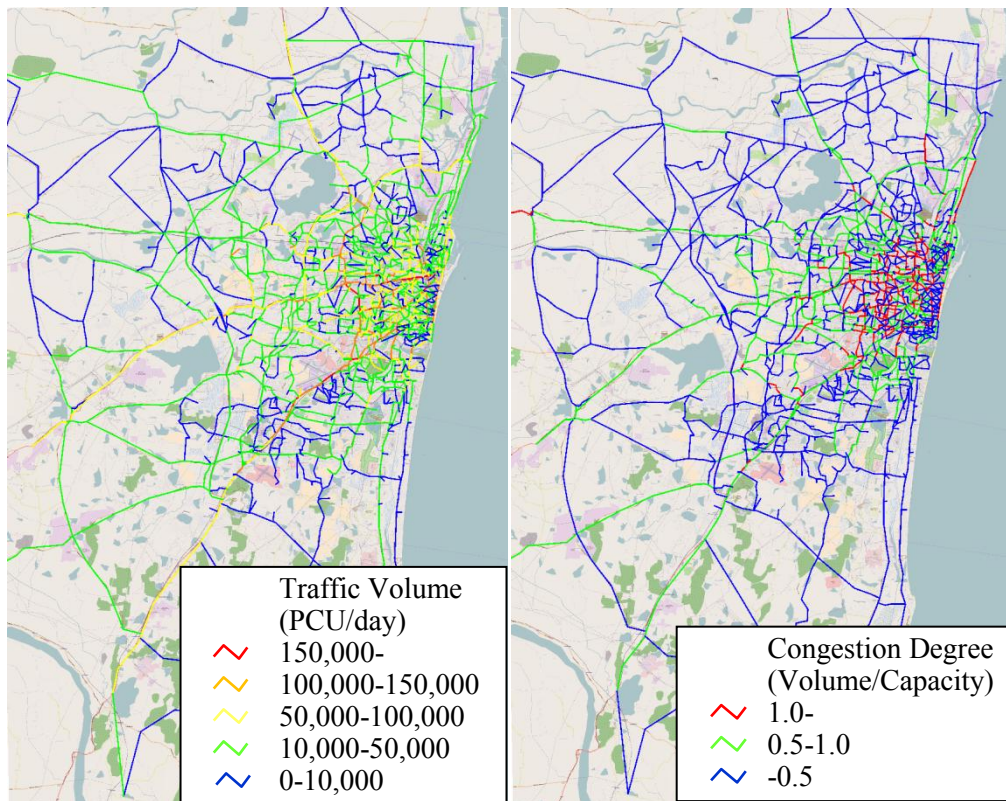 Traffic Volume
(PCU/day)
150,000-
100,000-150,000
50,000-100,000
10,000-50,000
0-10,000
Congestion Degree
(Volume/Capacity)
1.0-
0.5-1.0
-0.5